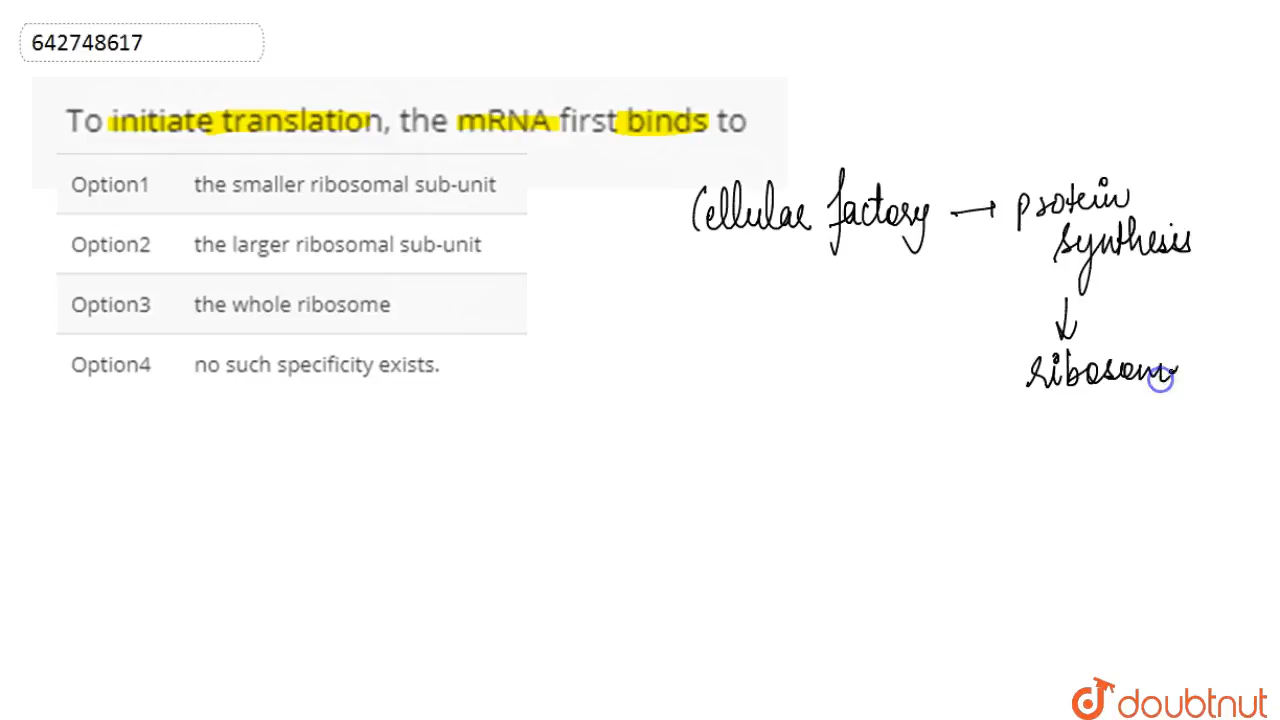 642748617
To initiate translation, the mRNA first binds to
Option1 the smaller ribosomal sub-unit
Option2 the larger ribosomal sub-unit
Option3 the whole ribosome
Option4 no such specificity exists.
Cellular factory → protein
synthesis
↓
ribosom
doubtnut